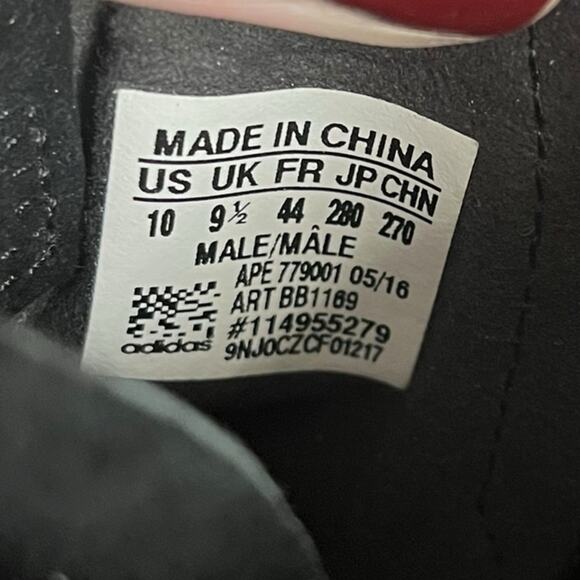 MADE IN CHINA
US UK FR JP CHN
10 9½ 44 280 270
MALE/MÂLE
APE 779001 05/16
ART BB1169
#114955279
adidas 9NJ0CZCF01217